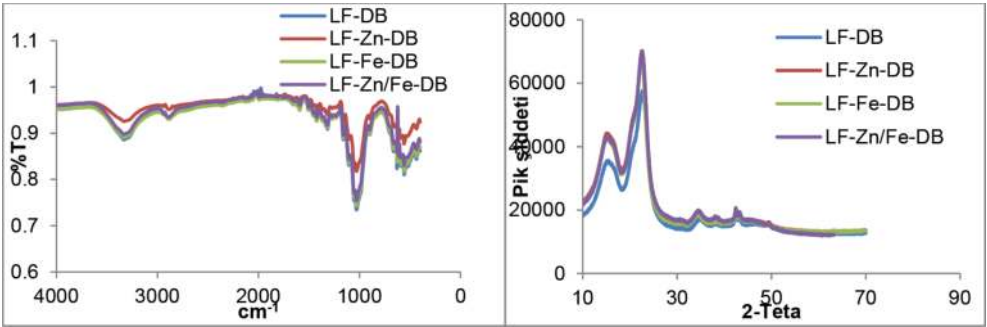 LF-DB
LF-Zn-DB
LF-Fe-DB
LF-Zn/Fe-DB
1.1
1
0.9
0.8
0.7
0.6
%T
4000 3000 2000 1000 0
cm-1
LF-DB
LF-Zn-DB
LF-Fe-DB
LF-Zn/Fe-DB
80000
60000
40000
20000
0
Pik şiddeti
10 30 50 70 90
2-Teta